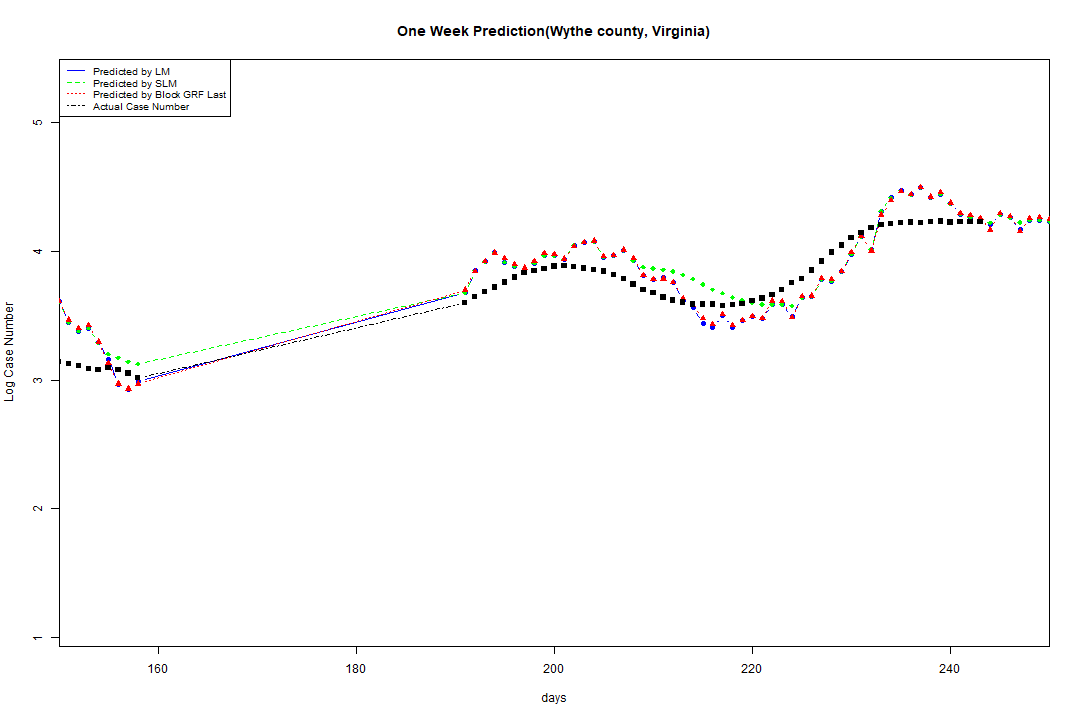 One Week Prediction(Wythe county, Virginia)
Predicted by LM
Predicted by SLM
Predicted by Block GRF Last
Actual Case Number
5
4
3
2
1
Log Case Number
160 180 200 220 240
days